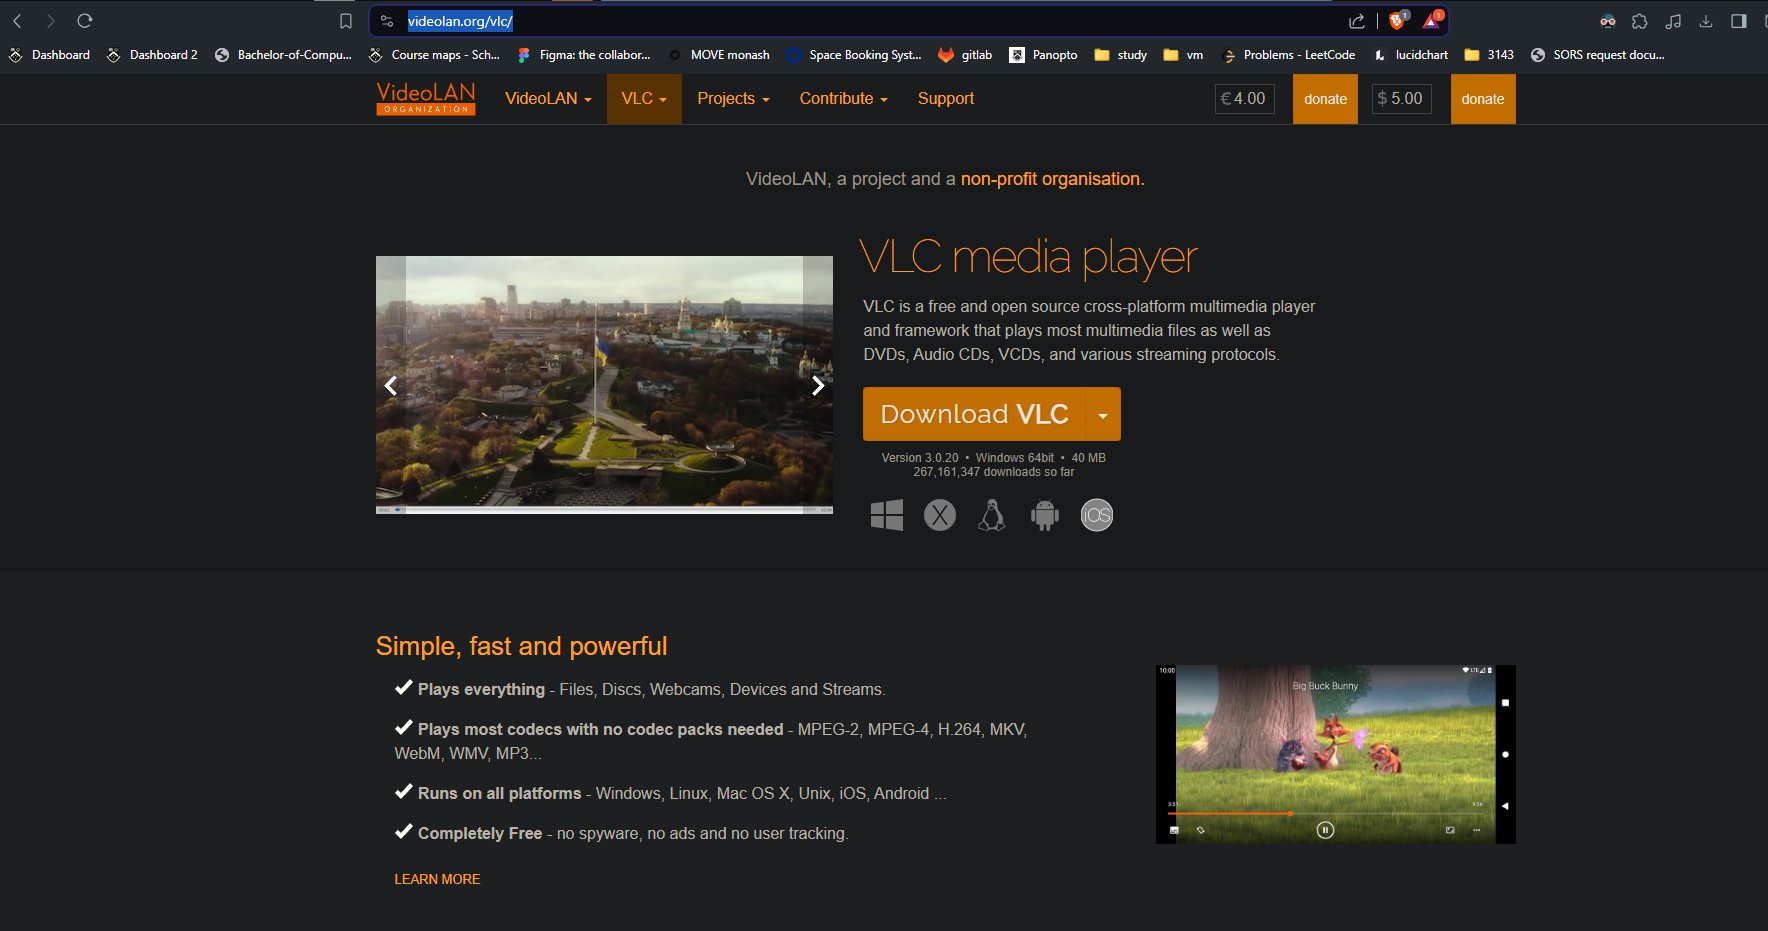 videolan.org/vlc/
1
1
Dashboard
Dashboard 2
Bachelor-of-Compu...
Course maps - Sch...
Figma: the collabor...
MOVE monash
Space Booking Syst...
gitlab
Panopto
study
vm
Problems - LeetCode
lucidchart
3143
SORS request docu...
VideoLAN
ORGANIZATION
VideoLAN
VLC
Projects
Contribute
Support
€ 4.00
donate
$ 5.00
donate
VideoLAN, a project and a non-profit organisation.
VLC media player
VLC is a free and open source cross-platform multimedia player
and framework that plays most multimedia files as well as
DVDs, Audio CDs, VCDs, and various streaming protocols.
Download VLC
Version 3.0.20 • Windows 64bit • 40 MB
267,161,347 downloads so far
X
iOS
Simple, fast and powerful
Plays everything - Files, Discs, Webcams, Devices and Streams.
Plays most codecs with no codec packs needed - MPEG-2, MPEG-4, H.264, MKV,
WebM, WMV, MP3...
Runs on all platforms - Windows, Linux, Mac OS X, Unix, iOS, Android ...
Completely Free - no spyware, no ads and no user tracking.
LEARN MORE
10:00
LTE
Big Buck Bunny